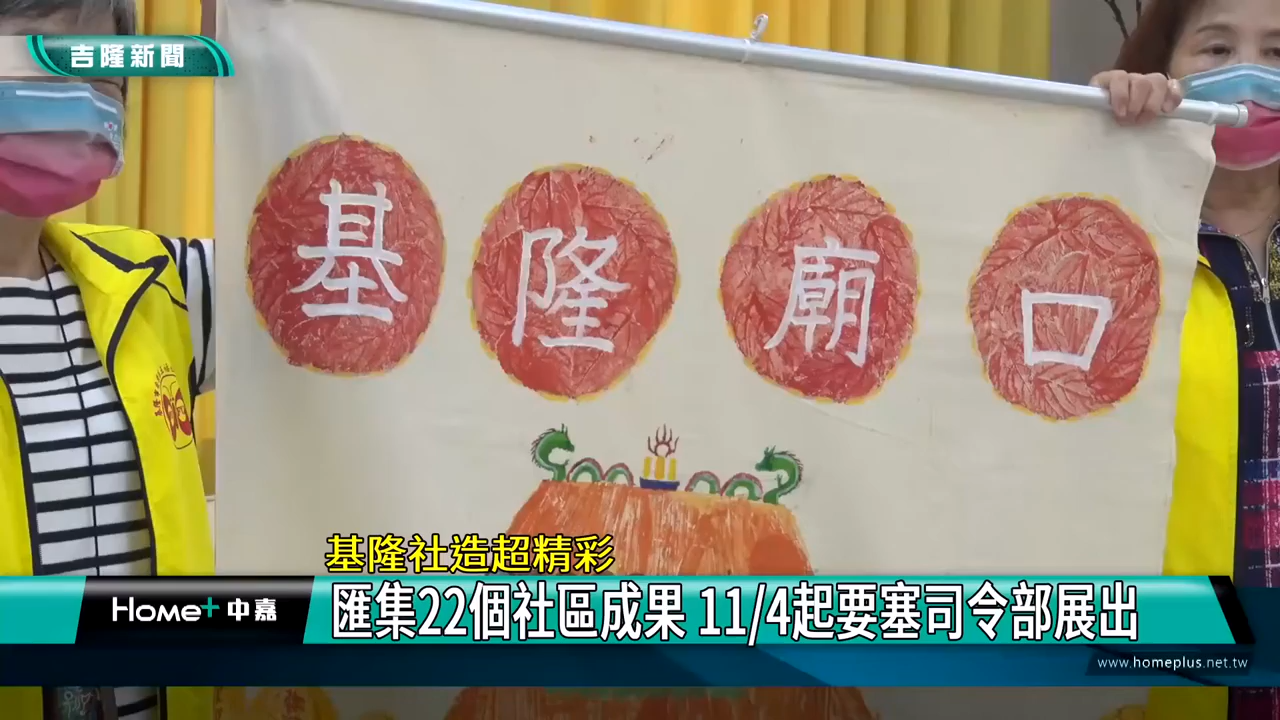 吉隆新聞
基隆廟口
基隆社造超精彩
Home+中嘉
匯集22個社區成果 11/4起要塞司令部展出
www.homeplus.net.tw